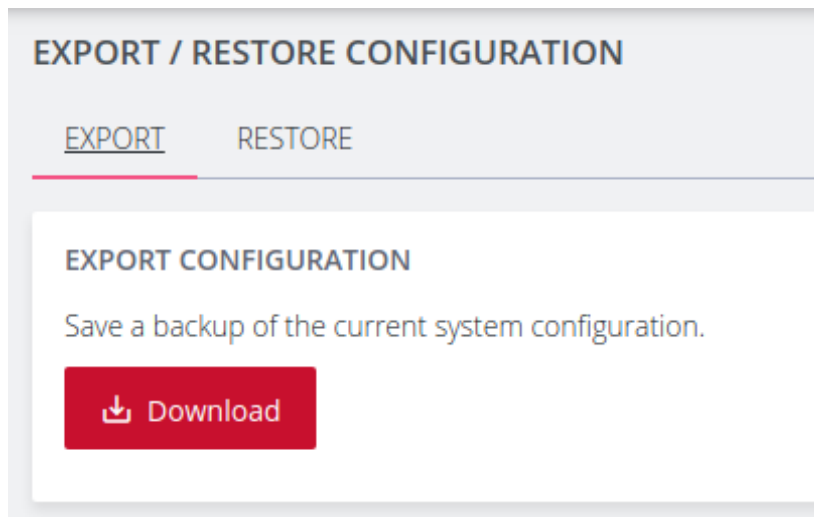 EXPORT / RESTORE CONFIGURATION
EXPORT RESTORE
EXPORT CONFIGURATION
Save a backup of the current system configuration.
Download